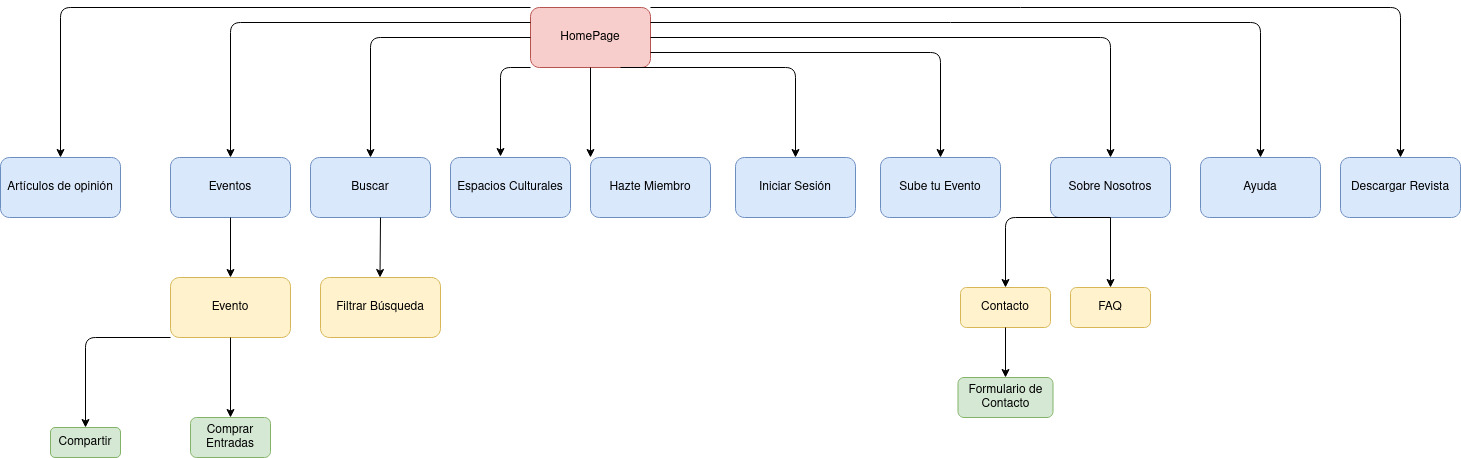 HomePage
Artículos de opinión
Eventos
Buscar
Espacios Culturales
Hazte Miembro
Iniciar Sesión
Sube tu Evento
Sobre Nosotros
Ayuda
Descargar Revista
Evento
Filtrar Búsqueda
Contacto
FAQ
Formulario de
Contacto
Compartir
Comprar
Entradas